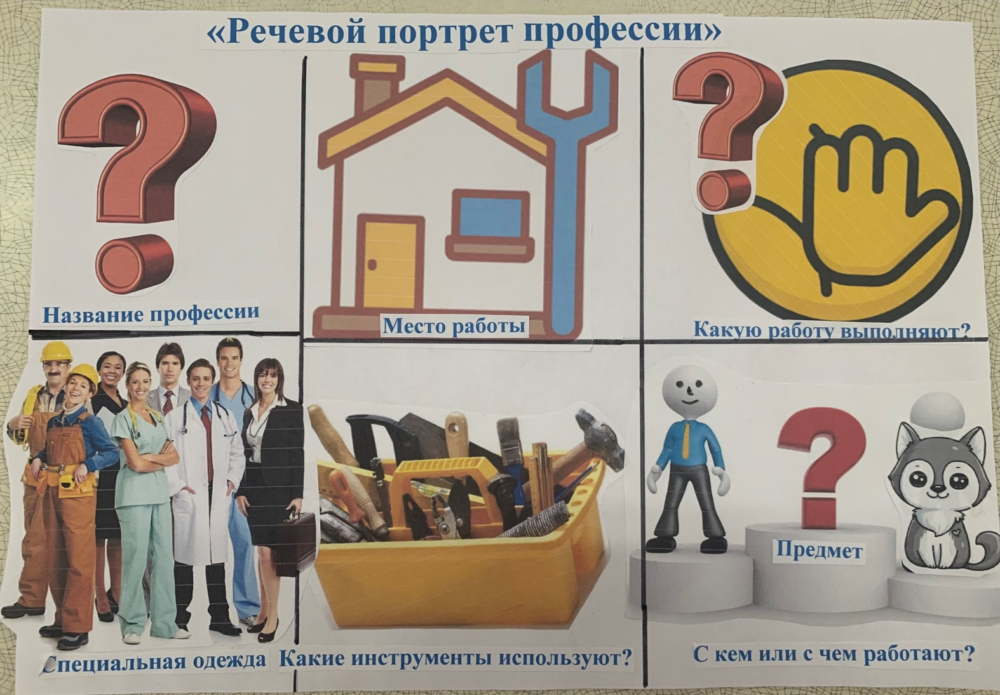 «Речевой портрет профессии»
Название профессии
Место работы
Какую работу выполняют?
Специальная одежда
Какие инструменты используют?
Предмет
С кем или с чем работают?